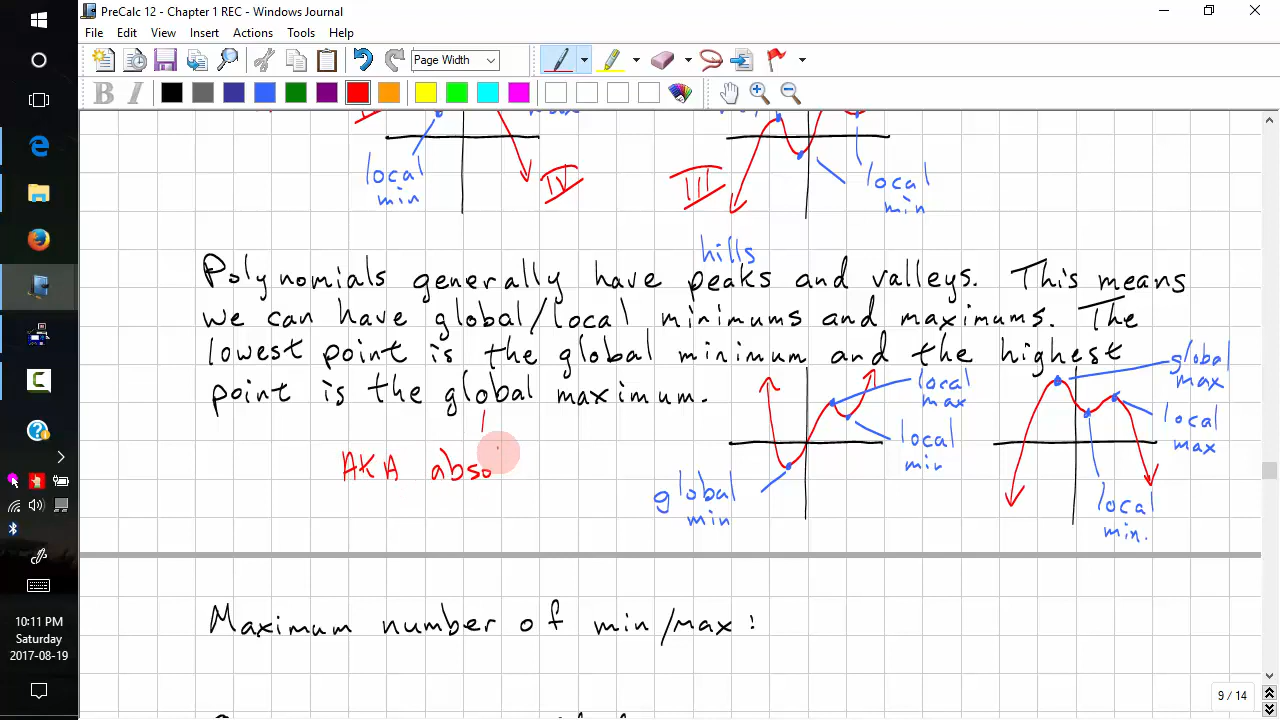 PreCalc 12 - Chapter 1 REC - Windows Journal
File Edit View Insert Actions Tools Help
Page Width
B I
local
min
IV
III
local
min
hills
Polynomials generally have peaks and valleys. This means
we can have global/local minimums and maximums. The
lowest point is the global minimum and the highest
point is the global maximum.
AKA abso
local
max
local
min
global
min
global
max
local
max
local
min.
Maximum number of min/max:
10:11 PM
Saturday
2017-08-19
9 / 14